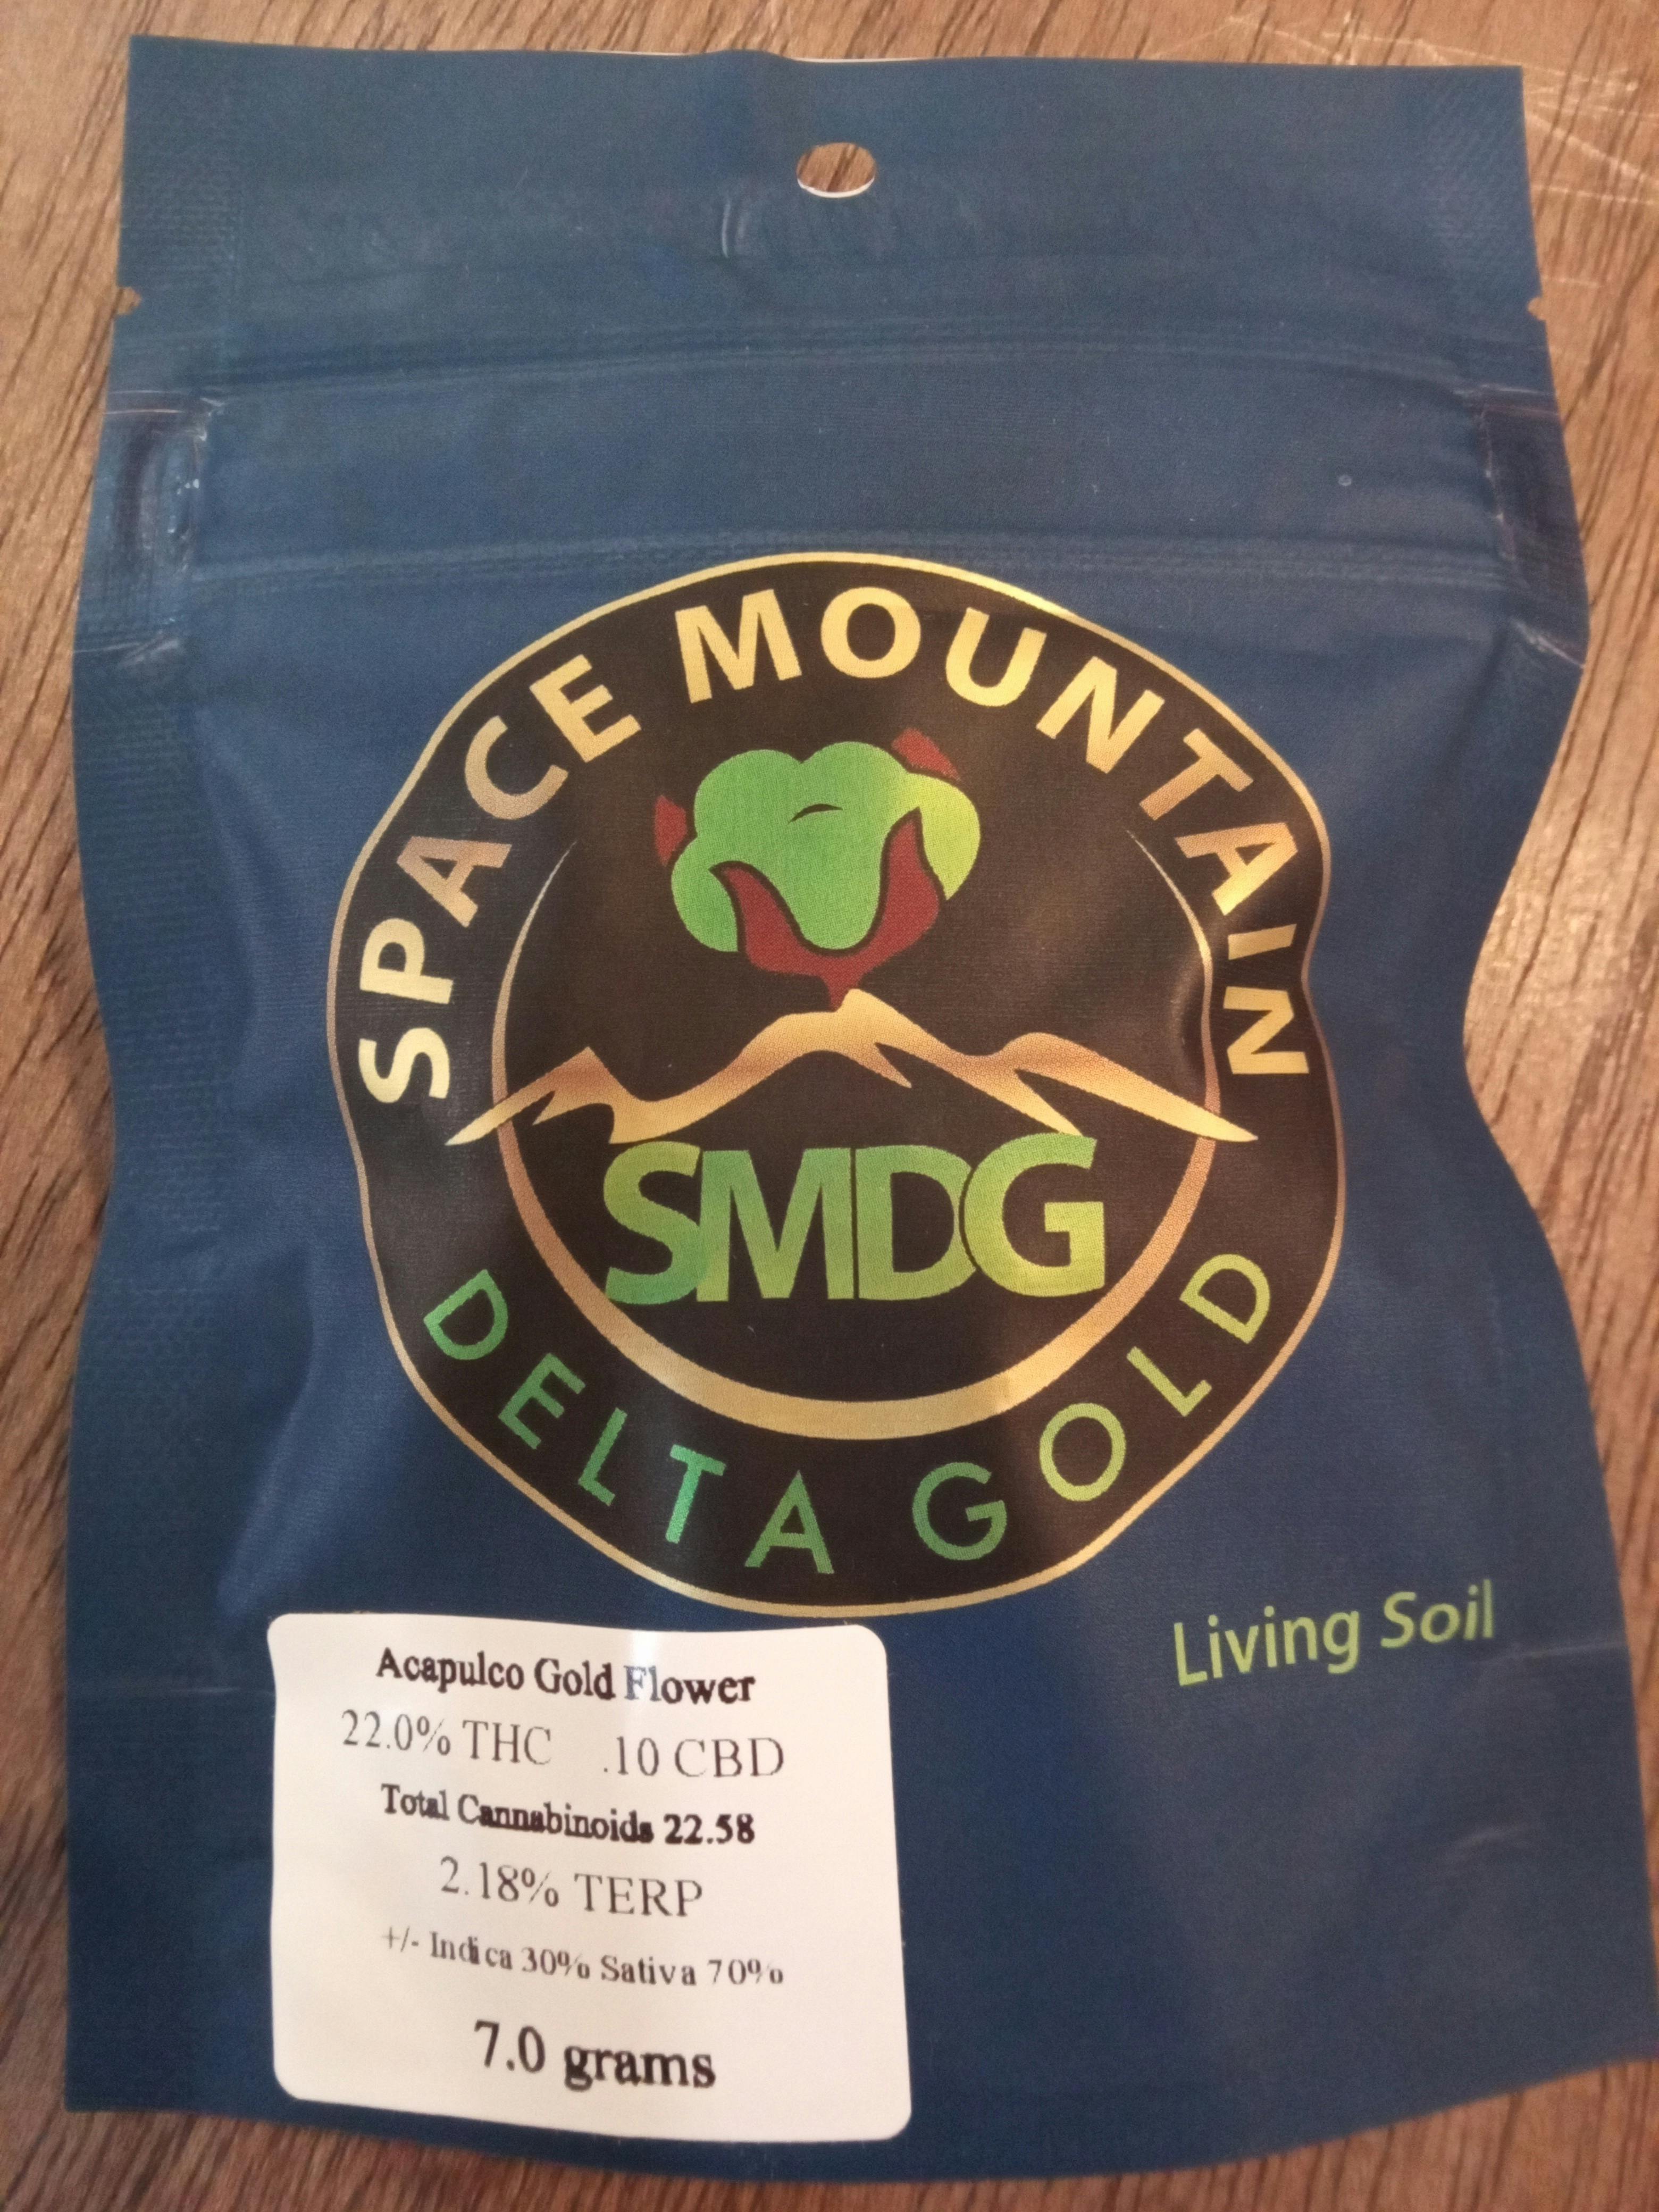 SPACE MOUNTAIN
SMDG
DELTA GOLD
Living Soil
Acapulco Gold Flower
22.0% THC .10 CBD
Total Cannabinoids 22.58
2.18% TERP
+/- Indica 30% Sativa 70%
7.0 grams